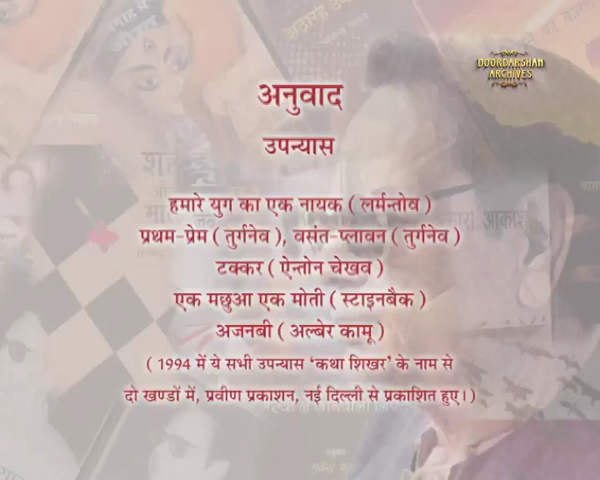 DOORDARSHAN
ARCHIVES
अनुवाद
उपन्यास
हमारे युग का एक नायक ( लर्मन्तोव )
प्रथम-प्रेम ( तुर्गनेव ), वसंत-प्लावन ( तुर्गनेव )
टक्कर ( ऐन्तोन चेखव )
एक मछुआ एक मोती ( स्टाइनबैक )
अजनबी ( अल्बेर कामू )
( 1994 में ये सभी उपन्यास ‘कथा शिखर’ के नाम से
दो खण्डों में, प्रवीण प्रकाशन, नई दिल्ली से प्रकाशित हुए। )